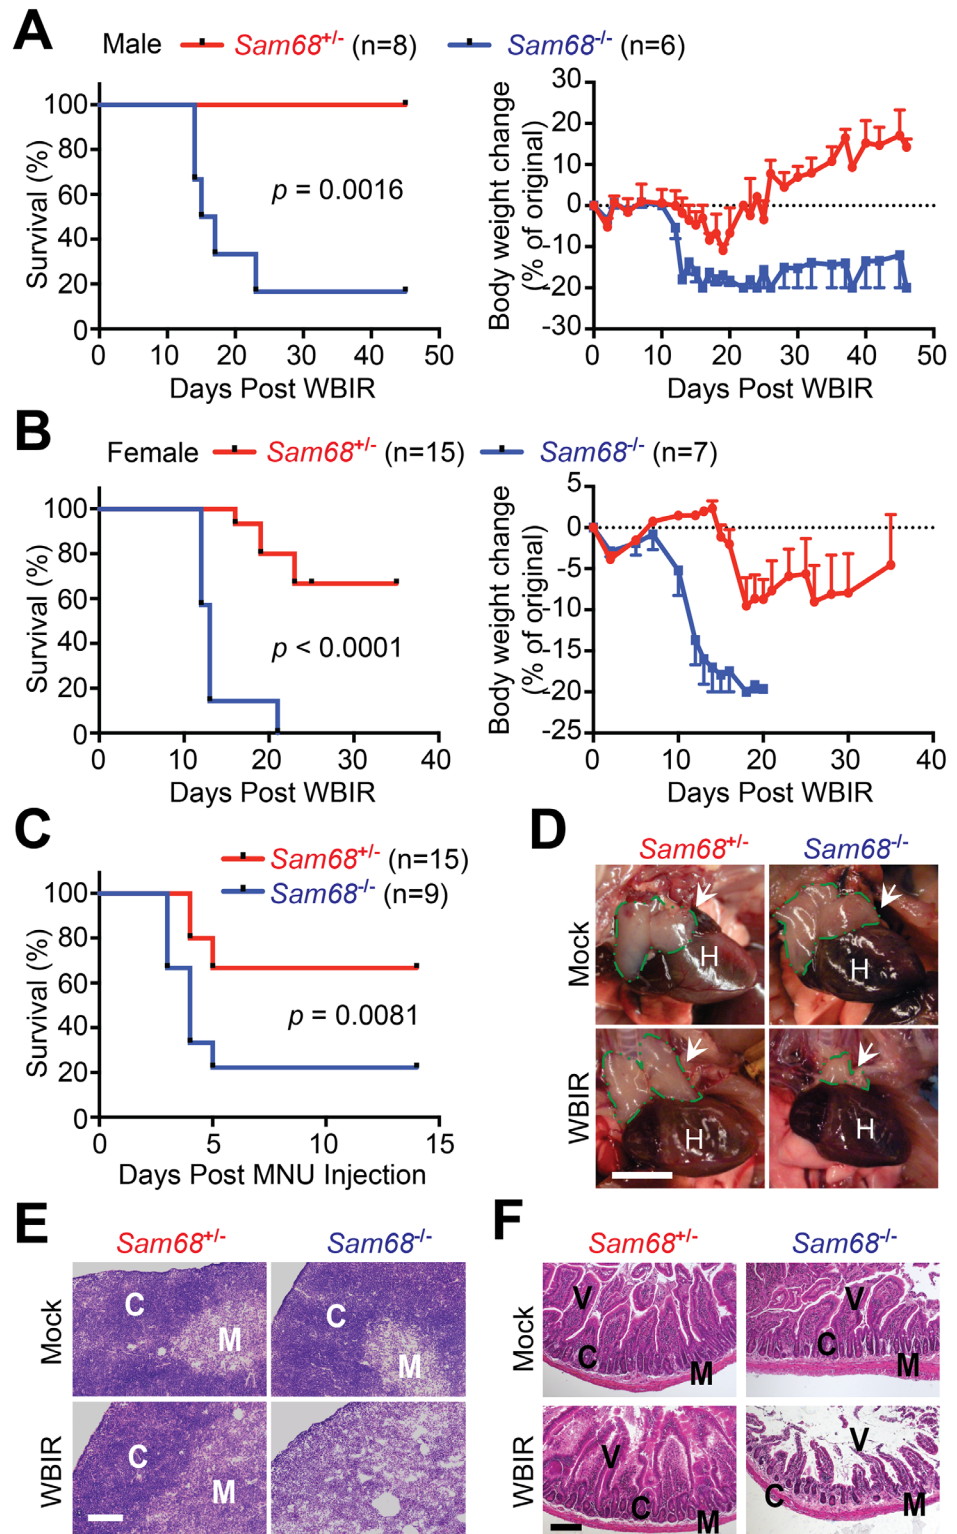 A
Male Sam68+/- (n=8) Sam68-/- (n=6)
Survival (%)
100
80
60
40
20
0
p = 0.0016
0 10 20 30 40 50
Days Post WBIR
Body weight change
(% of original)
30
20
10
0
-10
-20
-30
0 10 20 30 40 50
Days Post WBIR
B
Female Sam68+/- (n=15) Sam68-/- (n=7)
Survival (%)
100
80
60
40
20
0
p < 0.0001
0 10 20 30 40
Days Post WBIR
Body weight change
(% of original)
5
0
-5
-10
-15
-20
-25
0 10 20 30 40
Days Post WBIR
C
Sam68+/- (n=15)
Sam68-/- (n=9)
Survival (%)
100
80
60
40
20
0
p = 0.0081
0 5 10 15
Days Post MNU Injection
D
Sam68+/- Sam68-/-
Mock
H H
WBIR
H H
E
Sam68+/- Sam68-/-
Mock
C M C M
WBIR
C M
F
Sam68+/- Sam68-/-
Mock
V C M V C M
WBIR
V C M V C M